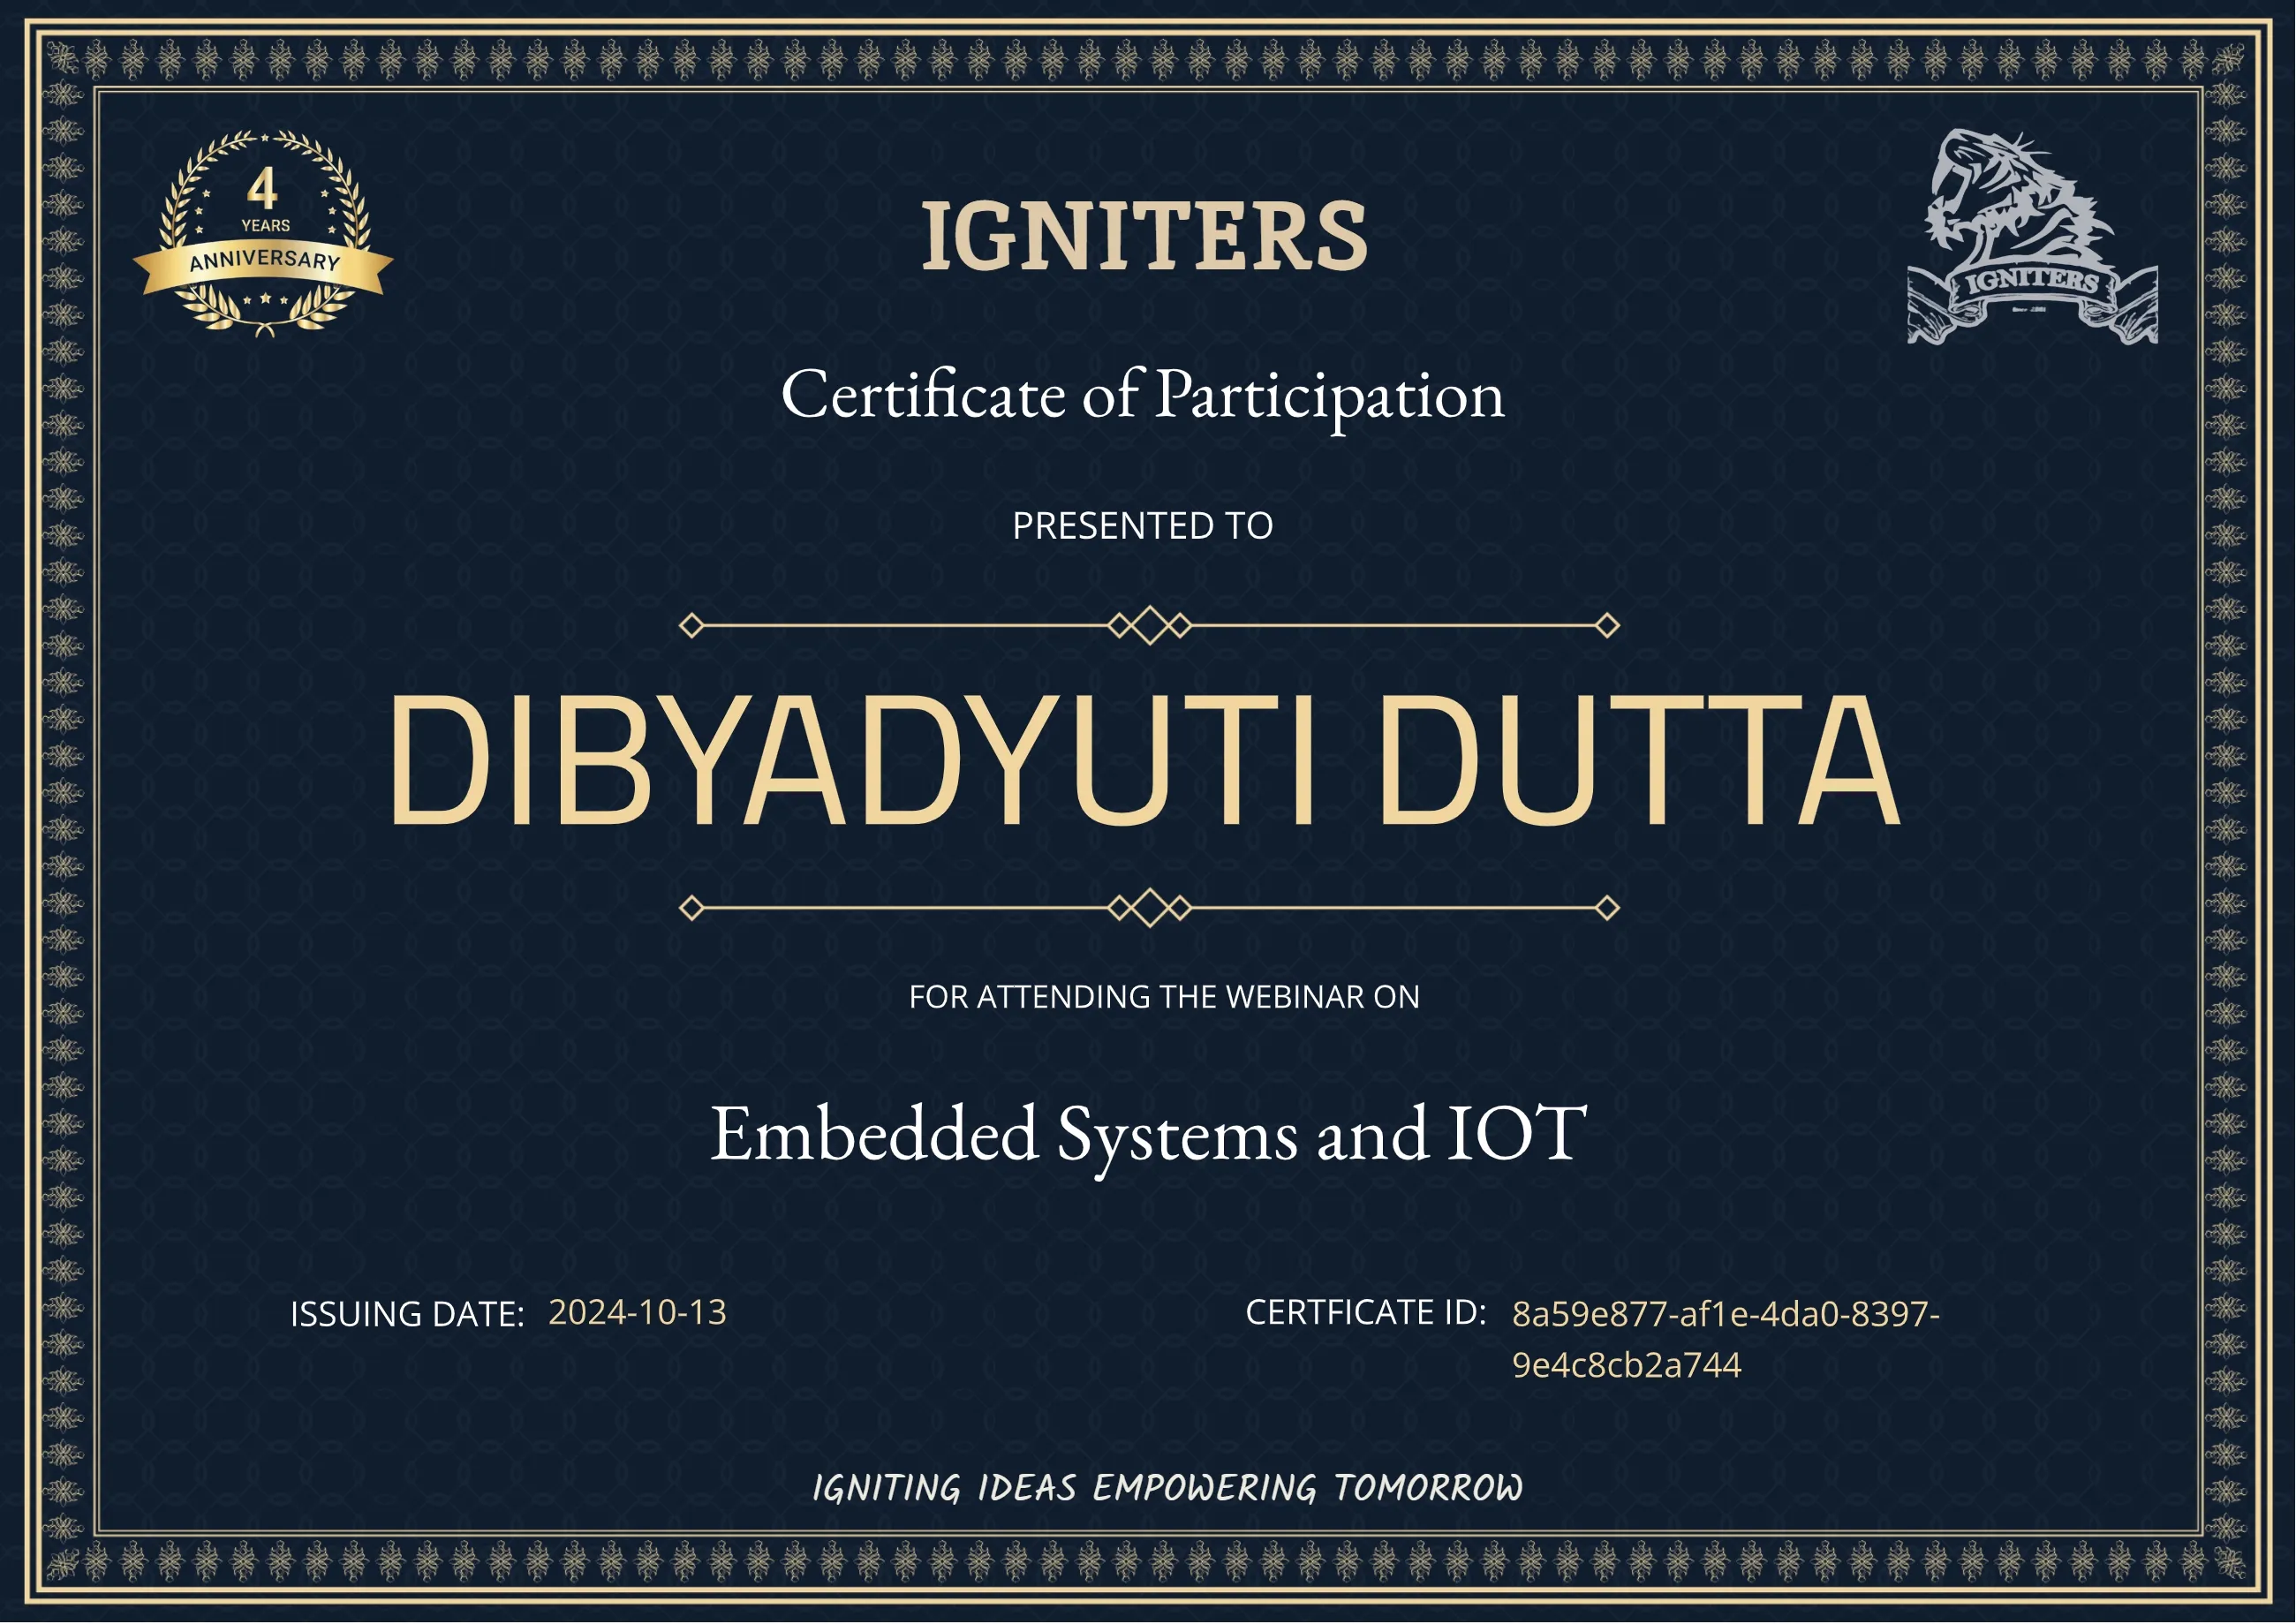 4
YEARS
ANNIVERSARY
IGNITERS
IGNITERS
Certificate of Participation
PRESENTED TO
DIBYADYUTI DUTTA
FOR ATTENDING THE WEBINAR ON
Embedded Systems and IOT
ISSUING DATE: 2024-10-13
CERTFICATE ID: 8a59e877-af1e-4da0-8397-
9e4c8cb2a744
IGNITING IDEAS EMPOWERING TOMORROW